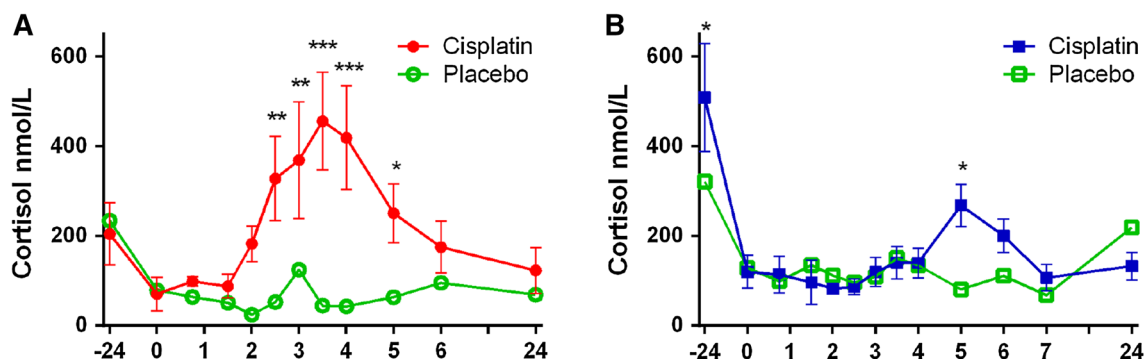 A
Cortisol nmol/L
600
400
200
0
Cisplatin
Placebo
**
**
***
***
*
-24 0 1 2 3 4 5 6 24
B
Cortisol nmol/L
600
400
200
0
Cisplatin
Placebo
*
*
-24 0 1 2 3 4 5 6 7 24